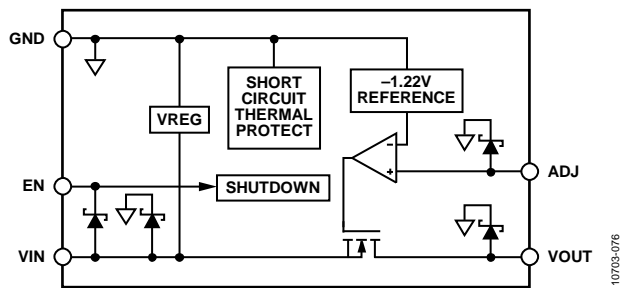 GND
SHORT
CIRCUIT
THERMAL
PROTECT
–1.22V
REFERENCE
VREG
–
+
ADJ
EN
SHUTDOWN
VIN
VOUT
10703-076